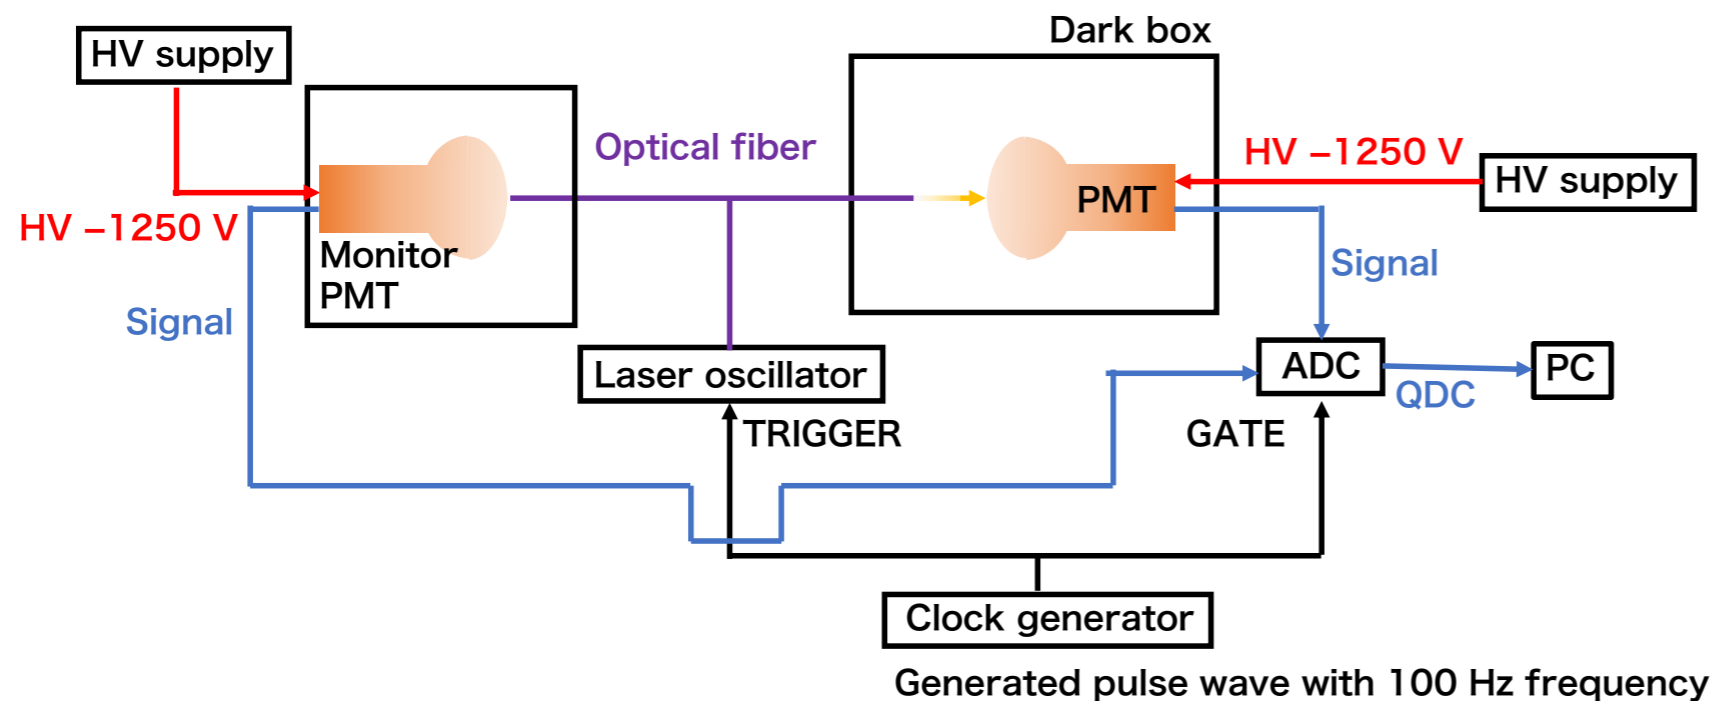 Dark box
HV supply
Optical fiber
HV –1250 V
HV supply
PMT
HV –1250 V
Monitor
PMT
Signal
Signal
Laser oscillator
ADC
PC
QDC
TRIGGER
GATE
Clock generator
Generated pulse wave with 100 Hz frequency